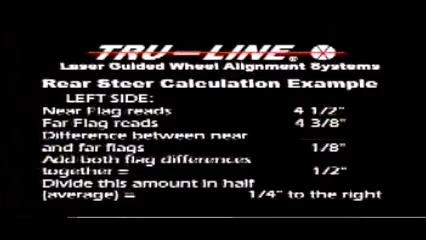 TRU-LINE®
Laser Guided Wheel Alignment Systems
Rear Steer Calculation Example
LEFT SIDE:
Near Flag reads 4 1/2"
Far Flag reads 4 3/8"
Difference between near
and far flags 1/8"
Add both flag differences
together = 1/2"
Divide this amount in half
(average) = 1/4" to the right